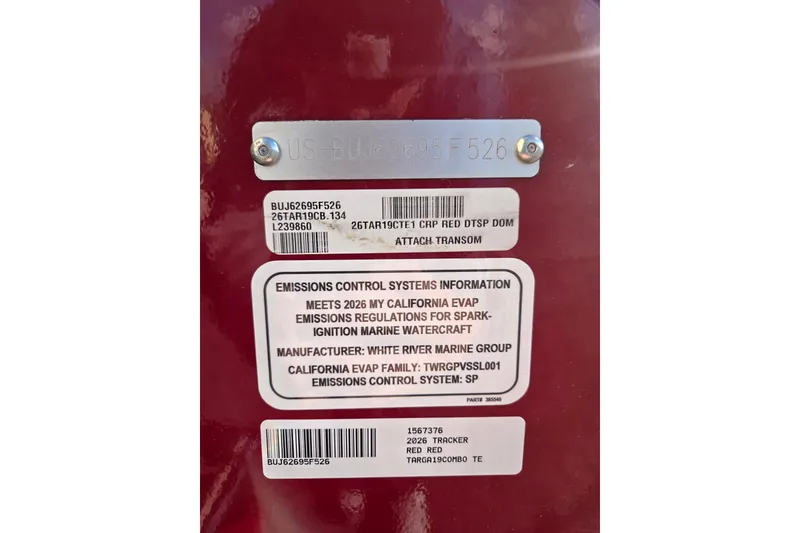 US-BUJ62695F526
BUJ62695F526
26TAR19CB.134
L239860
26TAR19CTE1 CRP RED DTSP DOM
ATTACH TRANSOM
EMISSIONS CONTROL SYSTEMS INFORMATION
MEETS 2026 MY CALIFORNIA EVAP
EMISSIONS REGULATIONS FOR SPARK-
IGNITION MARINE WATERCRAFT
MANUFACTURER: WHITE RIVER MARINE GROUP
CALIFORNIA EVAP FAMILY: TWRGPVSSL001
EMISSIONS CONTROL SYSTEM: SP
PART# 385046
BUJ62695F526
1567376
2026 TRACKER
RED RED
TARGA19COMBO TE